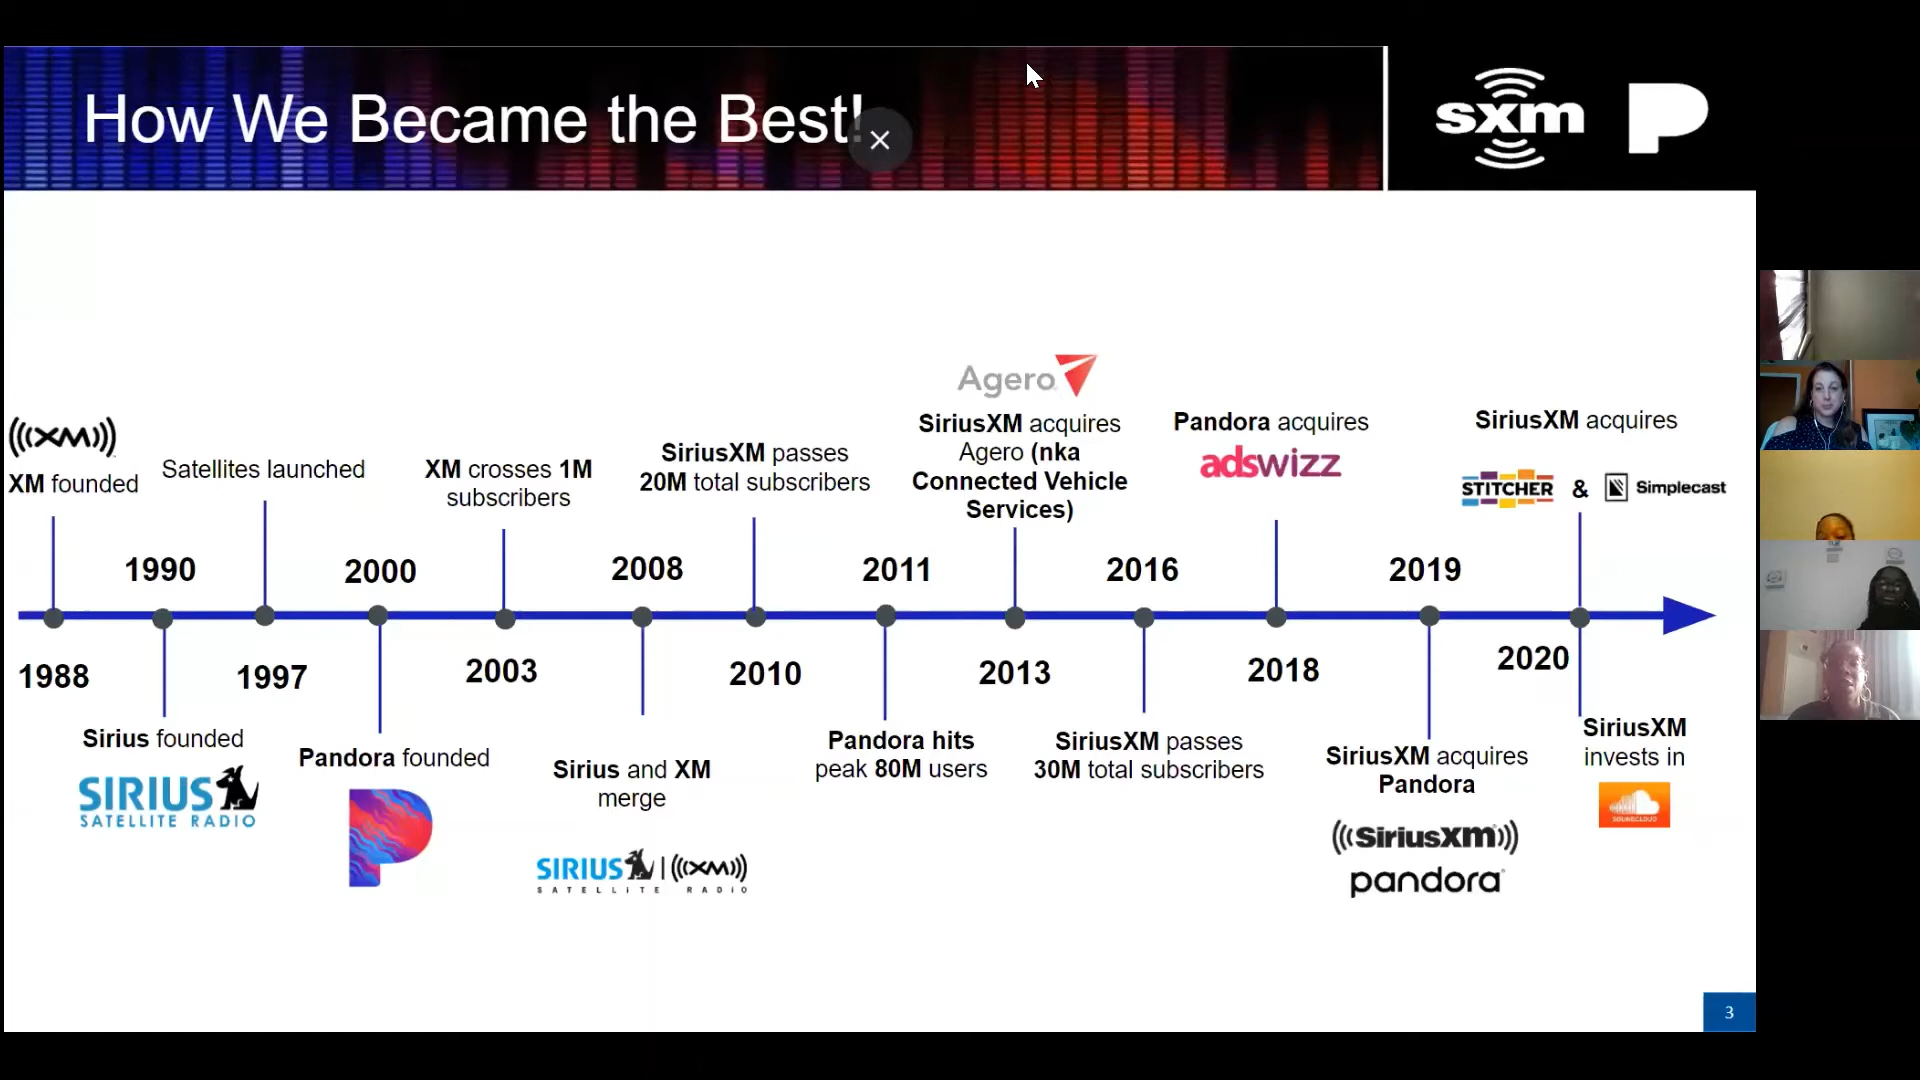 How We Became the Best!
sxm
Agero
(((XM)))
XM founded
Satellites launched
XM crosses 1M
subscribers
SiriusXM passes
20M total subscribers
SiriusXM acquires
Agero (nka
Connected Vehicle
Services)
Pandora acquires
adswizz
SiriusXM acquires
STITCHER & Simplecast
1990
2000
2008
2011
2016
2019
1988
1997
2003
2010
2013
2018
2020
Sirius founded
SIRIUS
SATELLITE RADIO
Pandora founded
Sirius and XM
merge
SIRIUS | (((XM)))
SATELLITE RADIO
Pandora hits
peak 80M users
SiriusXM passes
30M total subscribers
SiriusXM acquires
Pandora
(((SiriusXM)))
pandora
SiriusXM
invests in
SOUNDCLOUD
3